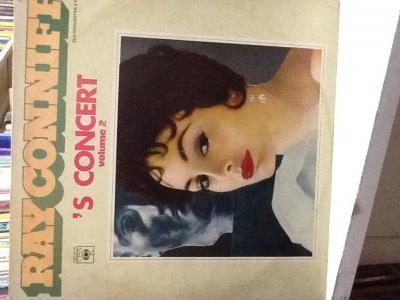 RAY CONNIFF
'S CONCERT
volume 2
CBS